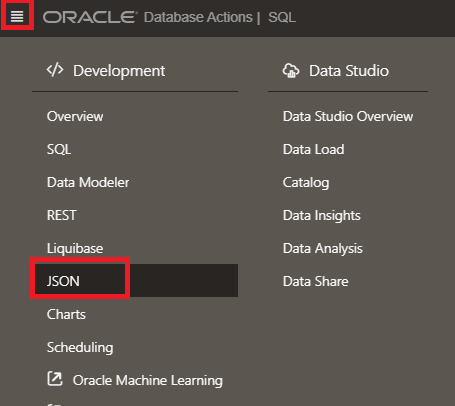 ORACLE Database Actions | SQL
Development
Overview
SQL
Data Modeler
REST
Liquibase
JSON
Charts
Scheduling
Oracle Machine Learning
Data Studio
Data Studio Overview
Data Load
Catalog
Data Insights
Data Analysis
Data Share